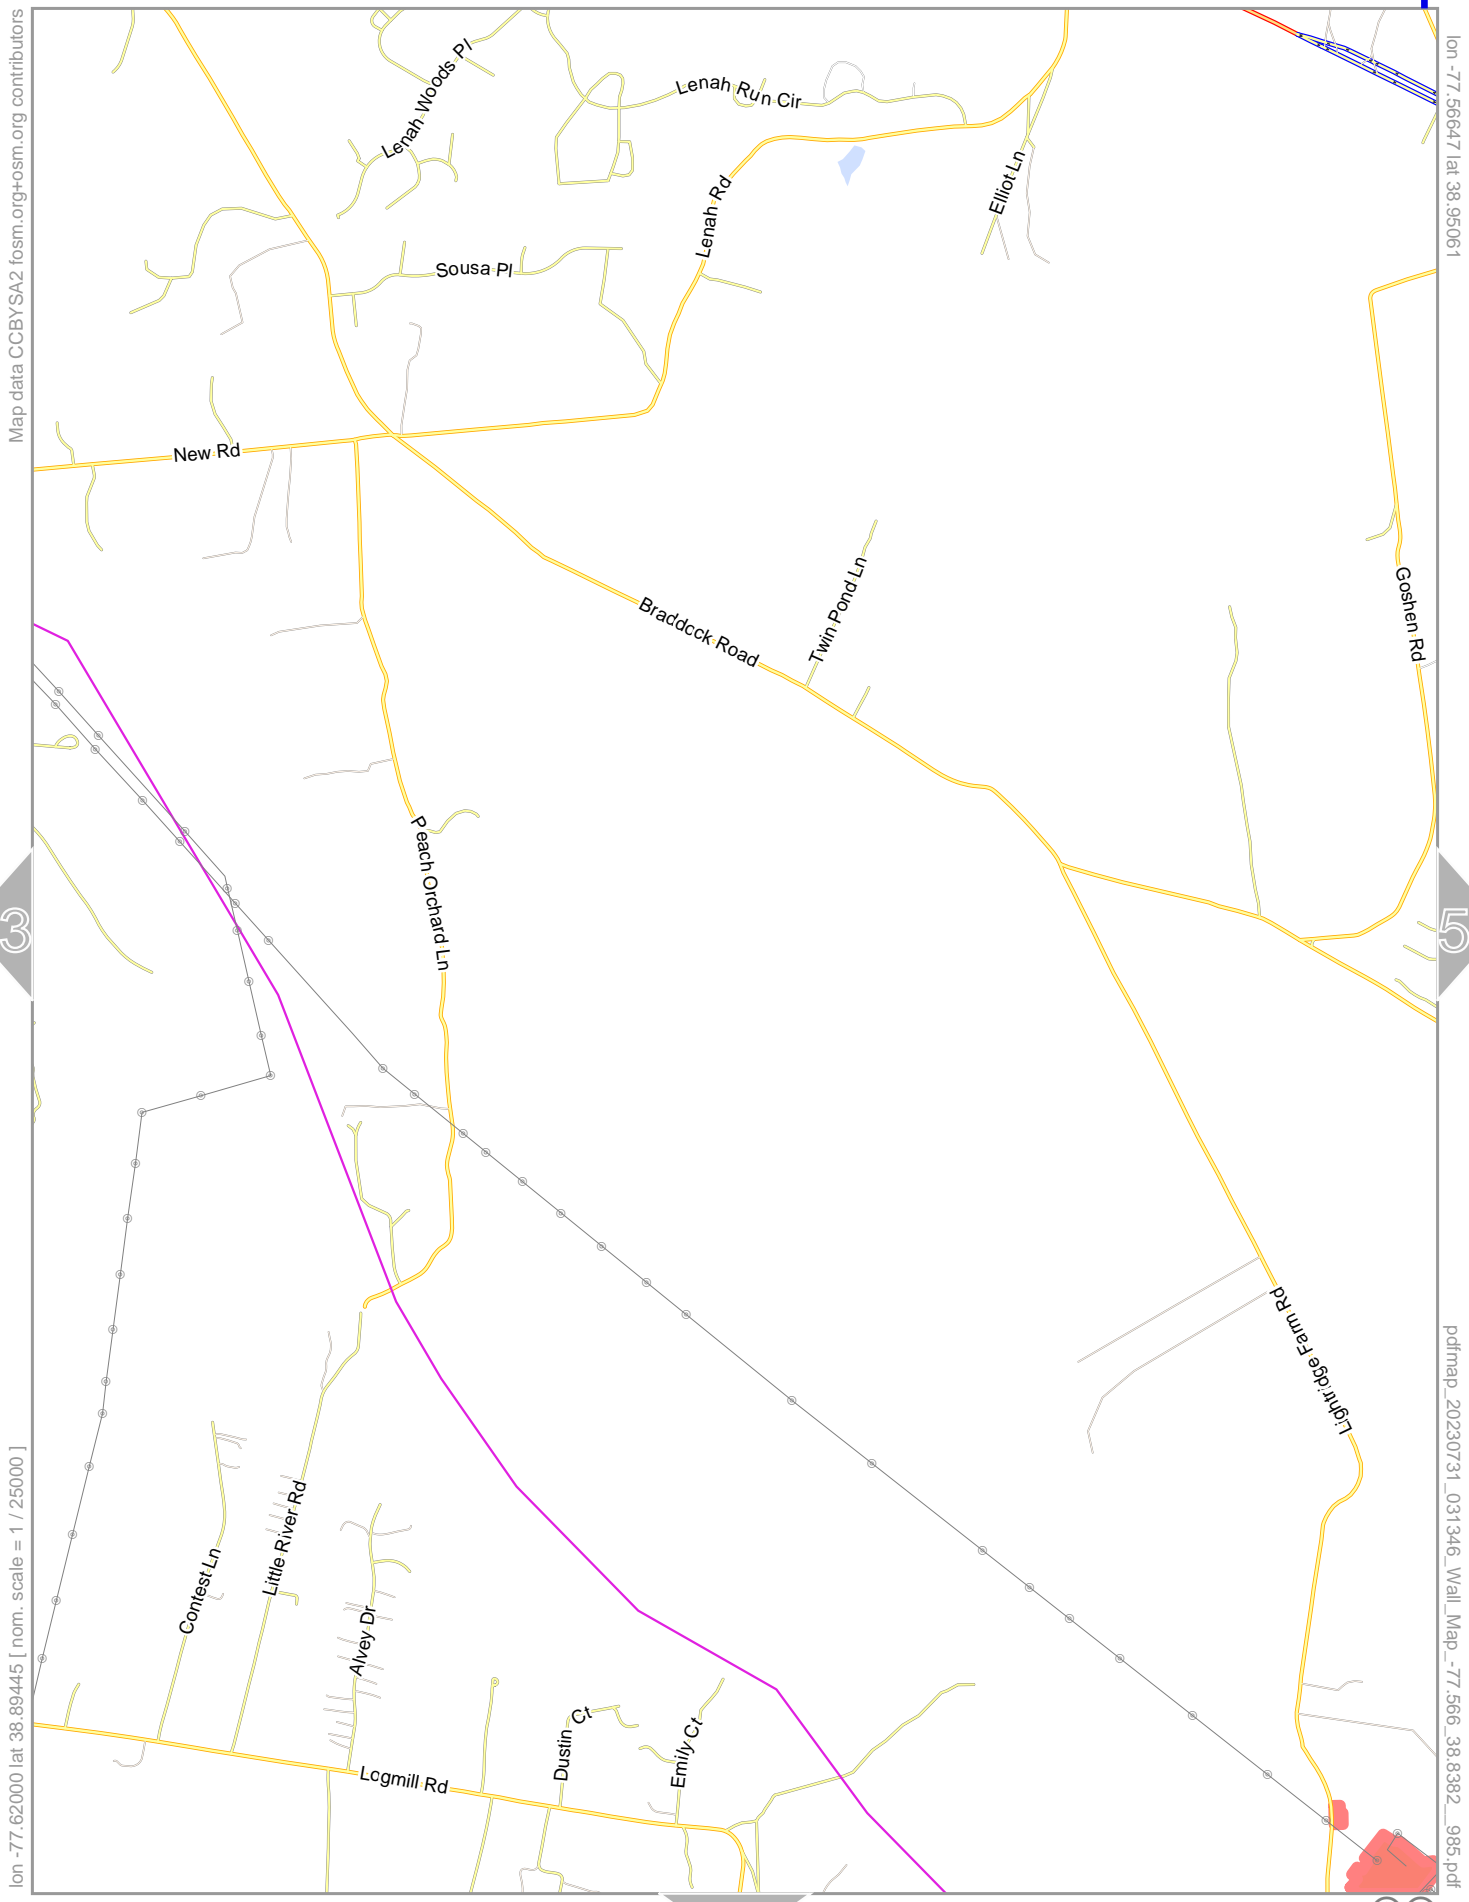 Map data CCBYSA2 fosm.org+osm.org contributors
lon -77.56647 lat 38.95061
Lenah Woods Pl
Lenah Run Cir
Elliot Ln
Lenah Rd
Sousa Pl
New Rd
Goshen Rd
Braddock Road
Twin Pond Ln
Peach Orchard Ln
3
5
Lightridge Farm Rd
Contest Ln
Little River Rd
Alvey Dr
Dustin Ct
Emily Ct
Logmill Rd
lon -77.62000 lat 38.89445 [ nom. scale = 1 / 25000 ]
pdfmap_20230731_031346_Wall_Map_-77.566_38.8382__985.pdf